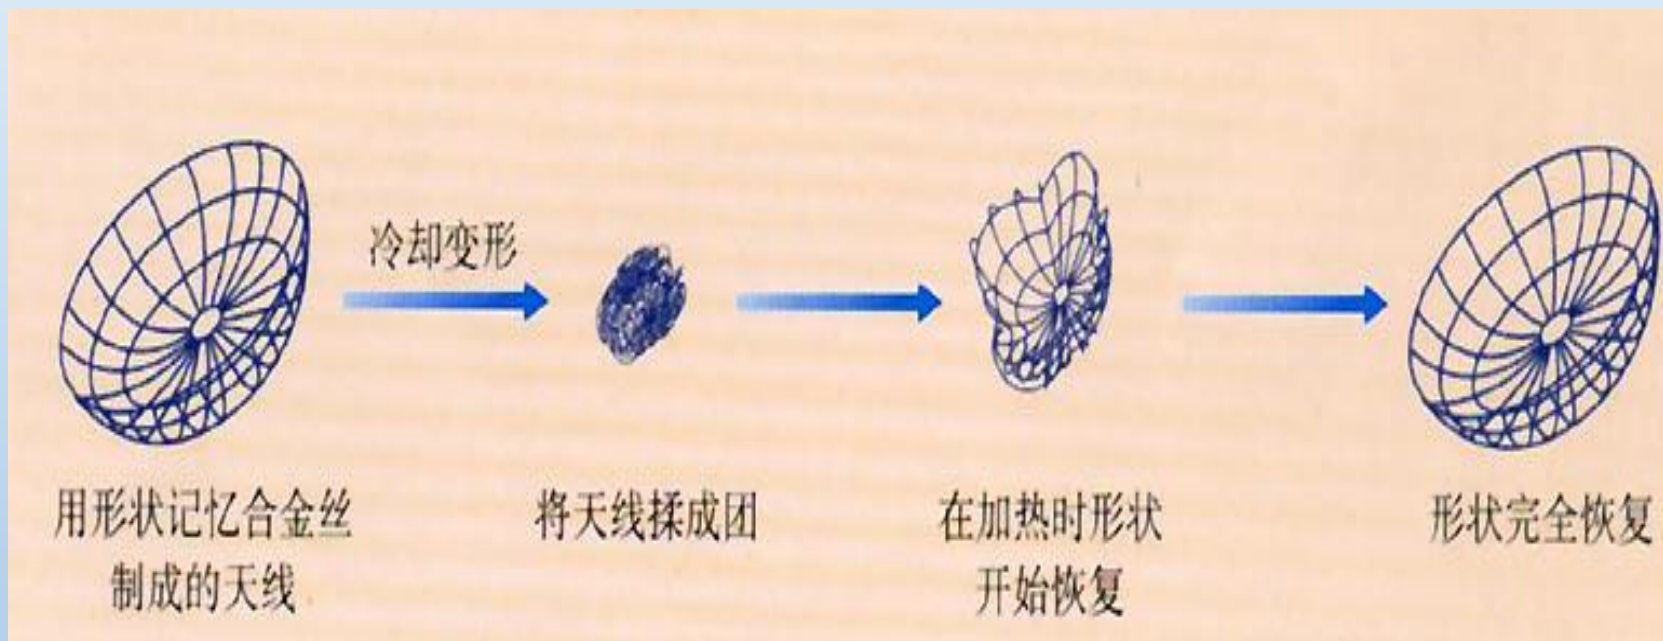 冷却变形
用形状记忆合金丝
制成的天线
将天线揉成团
在加热时形状
开始恢复
形状完全恢复